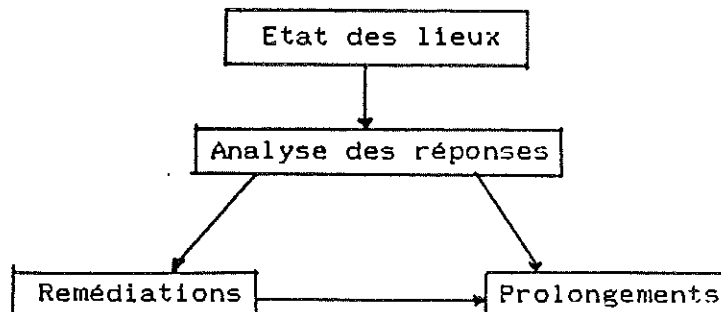 Etat des lieux
Analyse des réponses
Remédiations
Prolongements